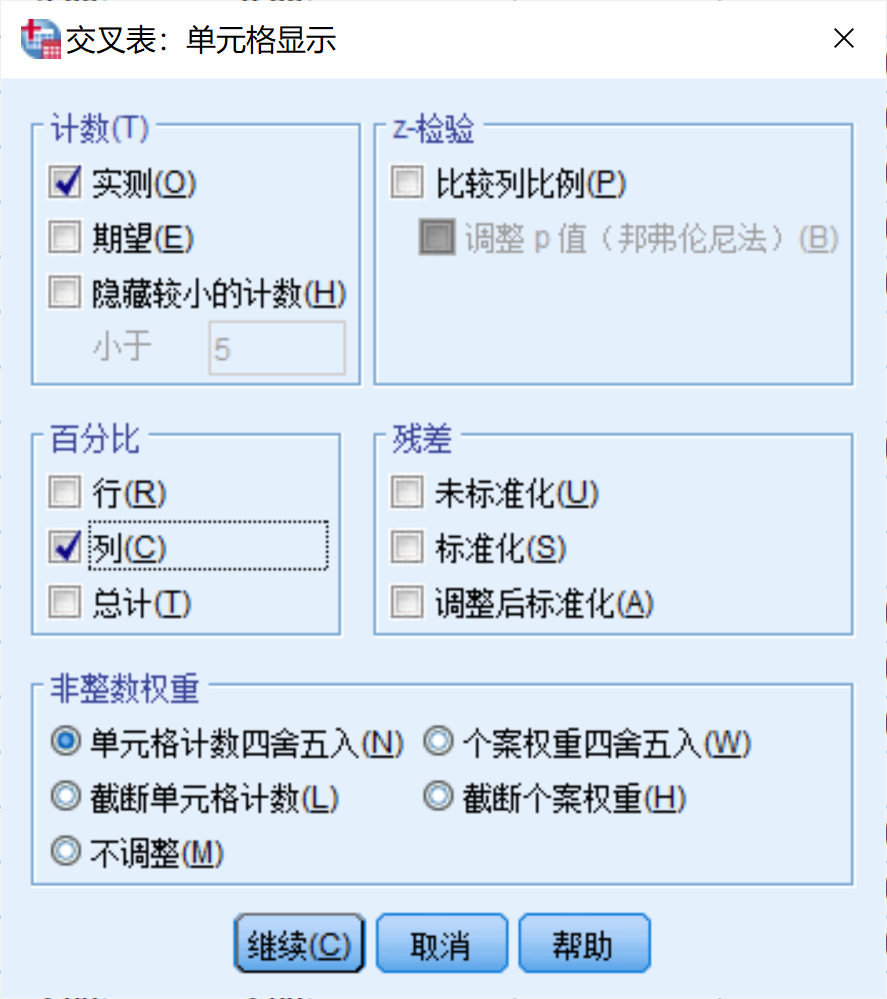 交叉表：单元格显示
计数(T)
实测(O)
期望(E)
隐藏较小的计数(H)
小于 5
z-检验
比较列比例(P)
调整 p 值（邦弗伦尼法）(B)
百分比
行(R)
列(C)
总计(T)
残差
未标准化(U)
标准化(S)
调整后标准化(A)
非整数权重
单元格计数四舍五入(N) 个案权重四舍五入(W)
截断单元格计数(L) 截断个案权重(H)
不调整(M)
继续(C) 取消 帮助